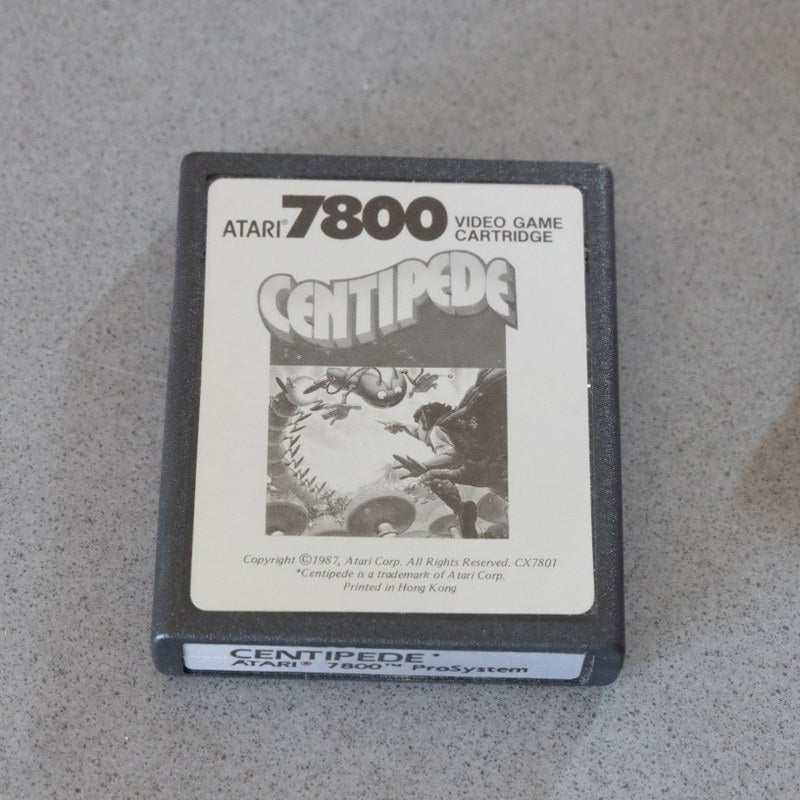 ATARI® 7800 VIDEO GAME
CARTRIDGE
CENTIPEDE
Copyright ©1987, Atari Corp. All Rights Reserved. CX7801
*Centipede is a trademark of Atari Corp.
Printed in Hong Kong
CENTIPEDE*
ATARI® 7800™ ProSystem